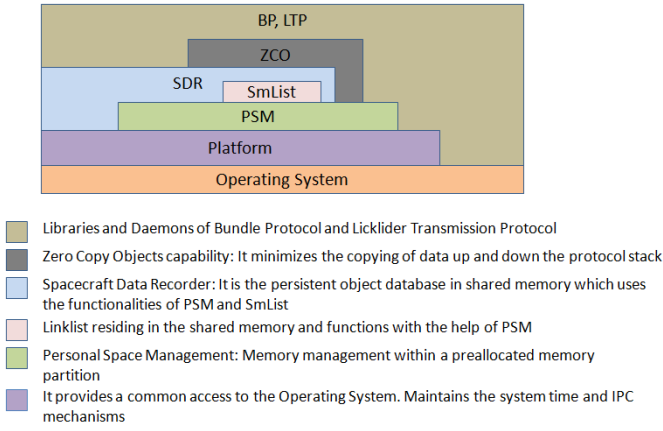 BP, LTP
ZCO
SDR
SmList
PSM
Platform
Operating System
Libraries and Daemons of Bundle Protocol and Licklider Transmission Protocol
Zero Copy Objects capability: It minimizes the copying of data up and down the protocol stack
Spacecraft Data Recorder: It is the persistent object database in shared memory which uses
the functionalities of PSM and SmList
Linklist residing in the shared memory and functions with the help of PSM
Personal Space Management: Memory management within a preallocated memory
partition
It provides a common access to the Operating System. Maintains the system time and IPC
mechanisms